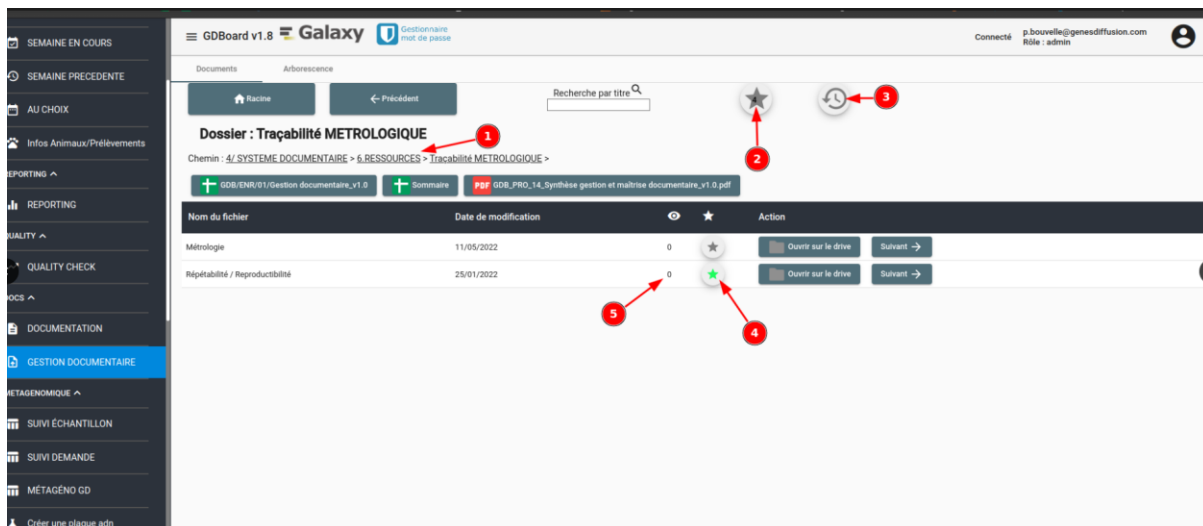 SEMAINE EN COURS
SEMAINE PRECEDENTE
AU CHOIX
Infos Animaux/Prélèvements
REPORTING
REPORTING
QUALITY
QUALITY CHECK
DOCS
DOCUMENTATION
GESTION DOCUMENTAIRE
METAGENOMIQUE
SUIVI ÉCHANTILLON
SUIVI DEMANDE
MÉTAGÉNO GD
Créer une plaque adn
GDBoard v1.8 Galaxy Gestionnaire
mot de passe
Connecté p.bouvelle@genesdiffusion.com
Rôle : admin
Documents Arborescence
Racine Précédent Recherche par titre
3
2
Dossier : Traçabilité METROLOGIQUE
1
Chemin : 4/ SYSTEME DOCUMENTAIRE > 6.RESSOURCES > Traçabilité METROLOGIQUE >
GDB/ENR/01/Gestion documentaire_v1.0 Sommaire PDF GDB_PRO_14_Synthèse gestion et maîtrise documentaire_v1.0.pdf
Nom du fichier Date de modification Action
Métrologie 11/05/2022 0 Ouvrir sur le drive Suivant
Répétabilité / Reproductibilité 25/01/2022 0 Ouvrir sur le drive Suivant
5
4